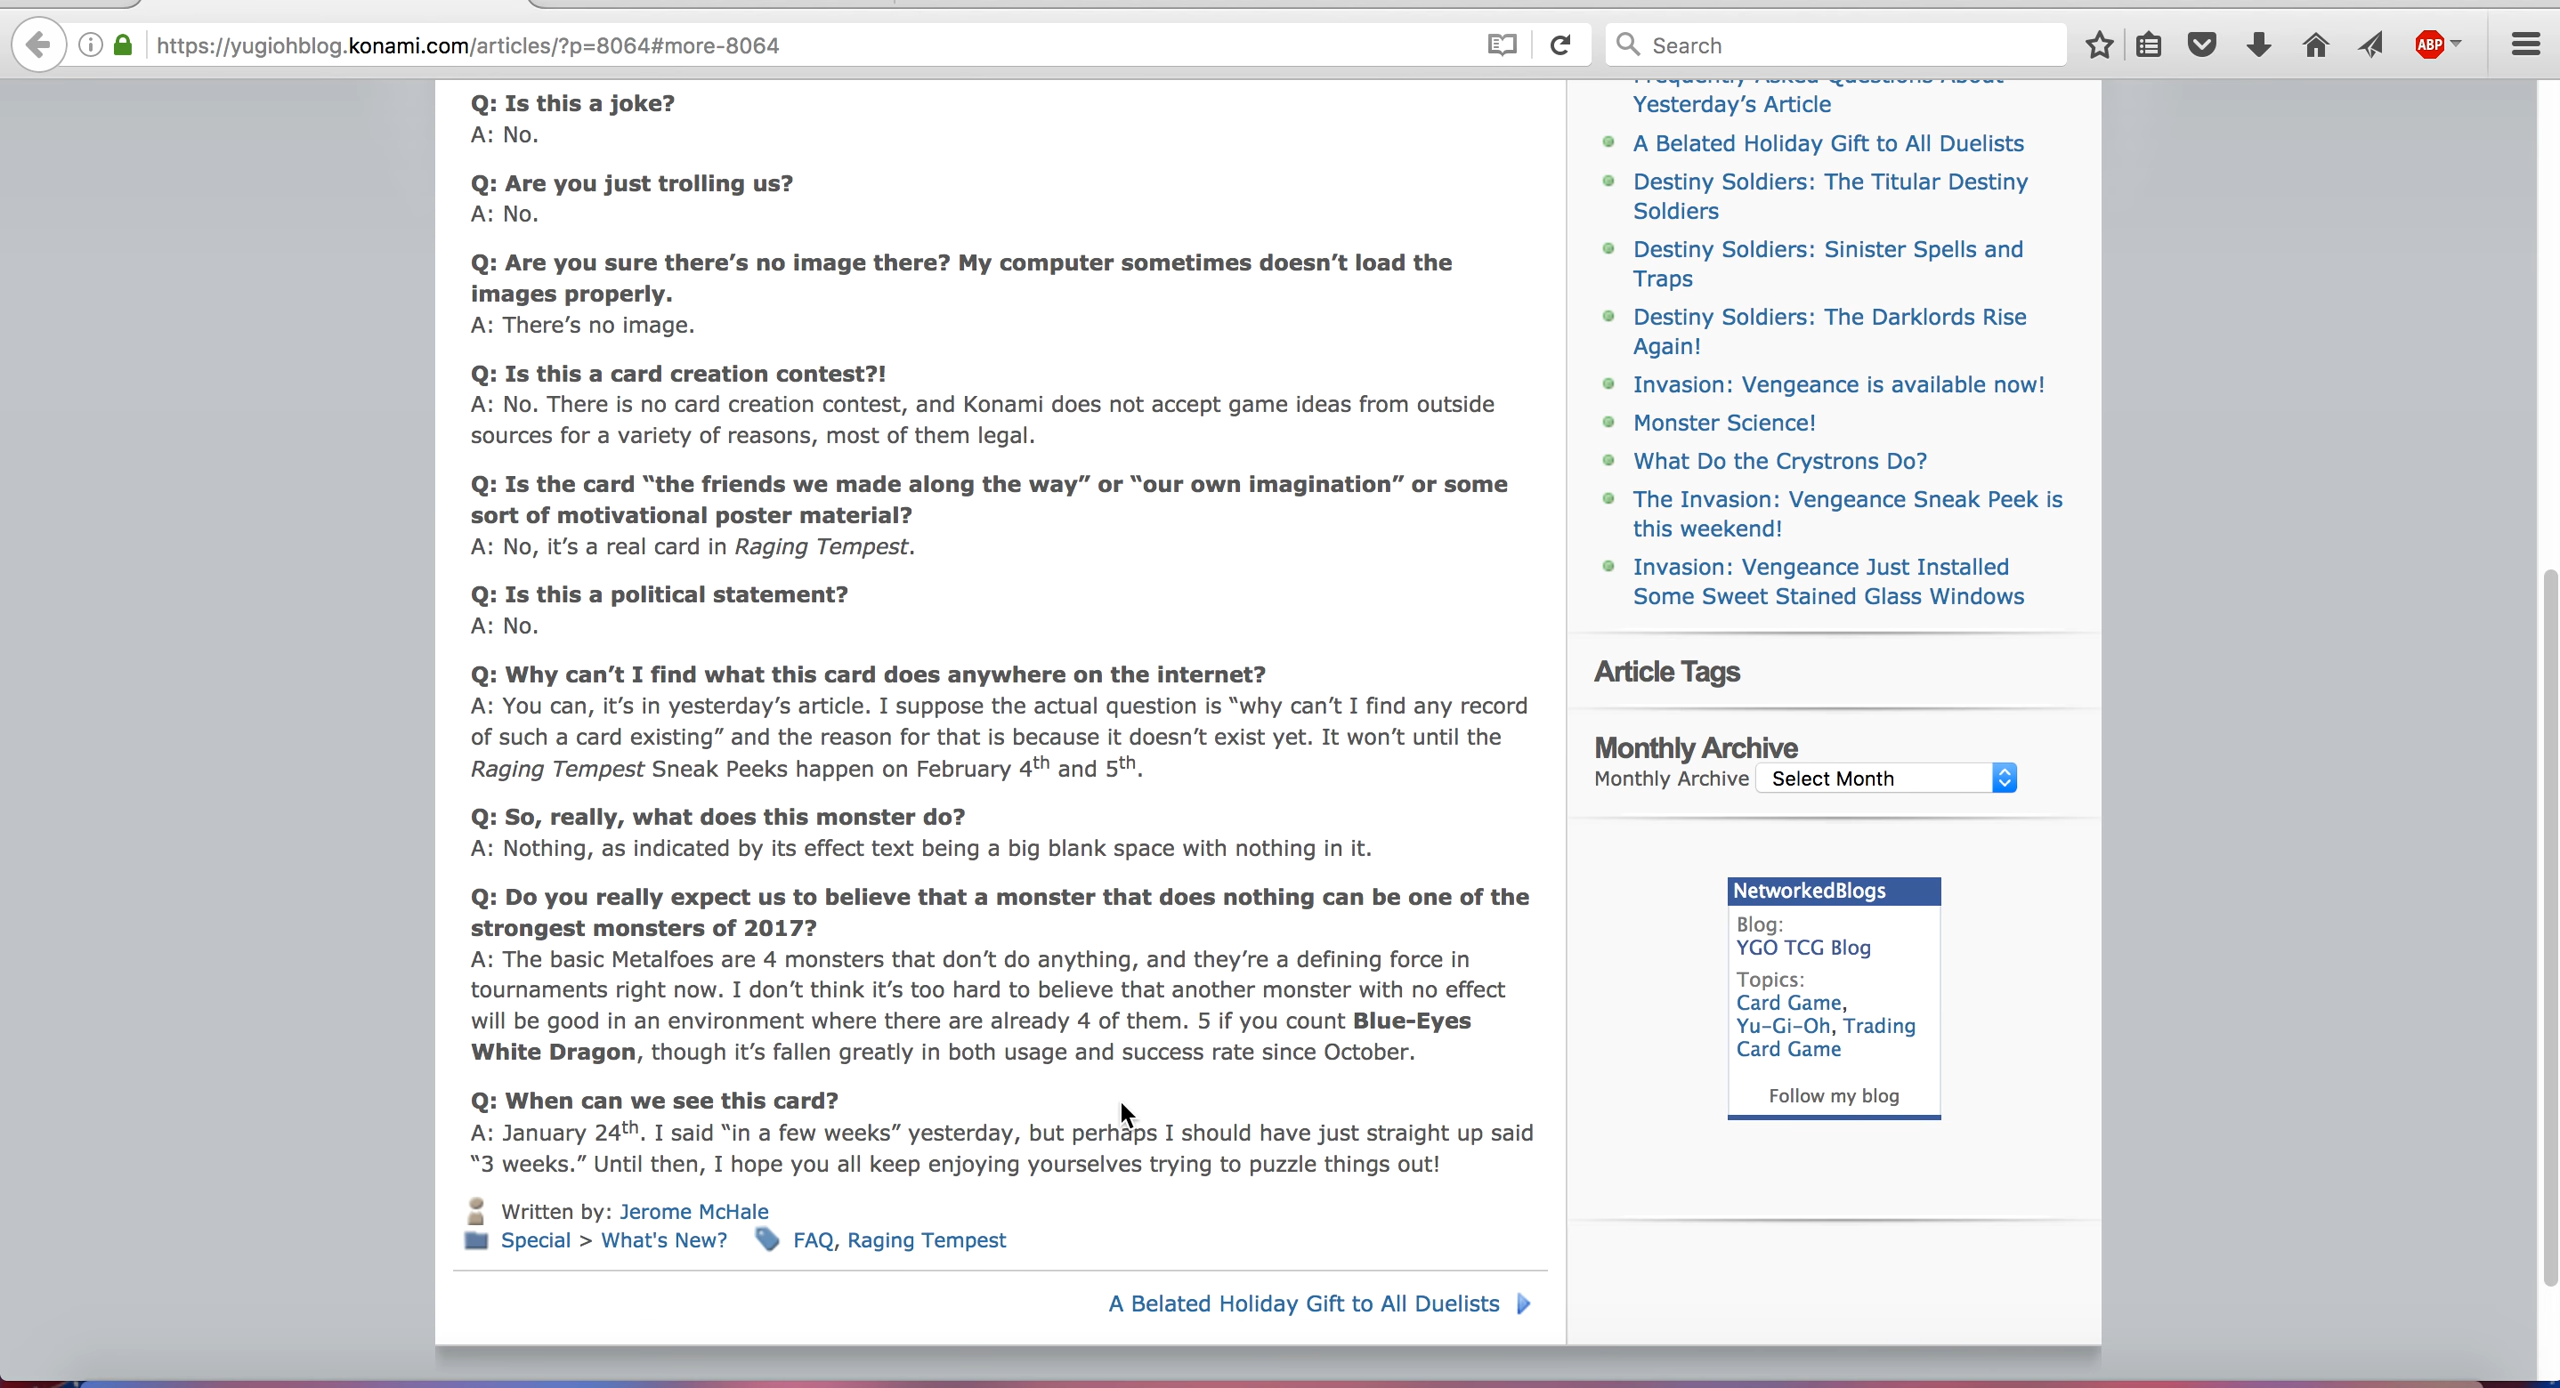 https://yugiohblog.konami.com/articles/?p=8064#more-8064
Search
ABP
Q: Is this a joke?
A: No.
Q: Are you just trolling us?
A: No.
Q: Are you sure there’s no image there? My computer sometimes doesn’t load the
images properly.
A: There’s no image.
Q: Is this a card creation contest?!
A: No. There is no card creation contest, and Konami does not accept game ideas from outside
sources for a variety of reasons, most of them legal.
Q: Is the card “the friends we made along the way” or “our own imagination” or some
sort of motivational poster material?
A: No, it’s a real card in Raging Tempest.
Q: Is this a political statement?
A: No.
Q: Why can’t I find what this card does anywhere on the internet?
A: You can, it’s in yesterday’s article. I suppose the actual question is “why can’t I find any record
of such a card existing” and the reason for that is because it doesn’t exist yet. It won’t until the
Raging Tempest Sneak Peeks happen on February 4th and 5th.
Q: So, really, what does this monster do?
A: Nothing, as indicated by its effect text being a big blank space with nothing in it.
Q: Do you really expect us to believe that a monster that does nothing can be one of the
strongest monsters of 2017?
A: The basic Metalfoes are 4 monsters that don’t do anything, and they’re a defining force in
tournaments right now. I don’t think it’s too hard to believe that another monster with no effect
will be good in an environment where there are already 4 of them. 5 if you count Blue-Eyes
White Dragon, though it’s fallen greatly in both usage and success rate since October.
Q: When can we see this card?
A: January 24th. I said “in a few weeks” yesterday, but perhaps I should have just straight up said
“3 weeks.” Until then, I hope you all keep enjoying yourselves trying to puzzle things out!
Written by: Jerome McHale
Special > What's New? FAQ, Raging Tempest
A Belated Holiday Gift to All Duelists
Frequently Asked Questions About
Yesterday’s Article
A Belated Holiday Gift to All Duelists
Destiny Soldiers: The Titular Destiny
Soldiers
Destiny Soldiers: Sinister Spells and
Traps
Destiny Soldiers: The Darklords Rise
Again!
Invasion: Vengeance is available now!
Monster Science!
What Do the Crystrons Do?
The Invasion: Vengeance Sneak Peek is
this weekend!
Invasion: Vengeance Just Installed
Some Sweet Stained Glass Windows
Article Tags
Monthly Archive
Monthly Archive Select Month
NetworkedBlogs
Blog:
YGO TCG Blog
Topics:
Card Game,
Yu-Gi-Oh, Trading
Card Game
Follow my blog